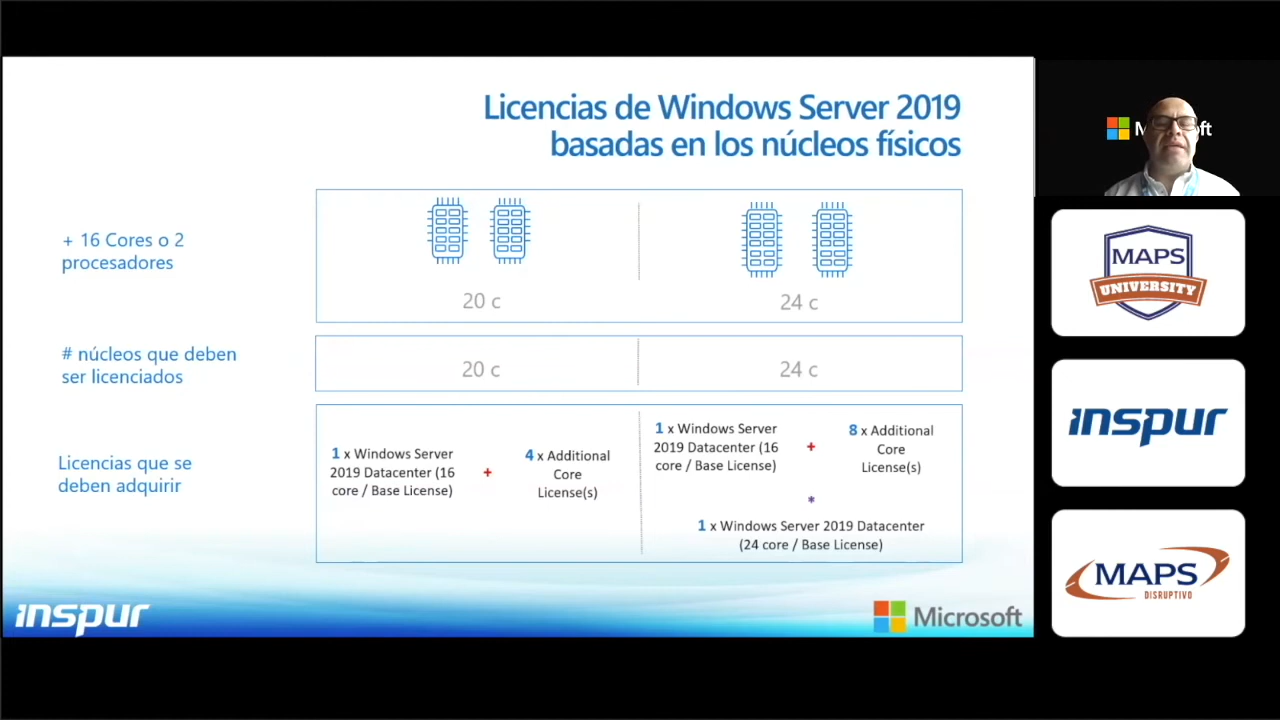 Licencias de Windows Server 2019
basadas en los núcleos físicos
+ 16 Cores o 2
procesadores
20 c
24 c
# núcleos que deben
ser licenciados
20 c
24 c
Licencias que se
deben adquirir
1 x Windows Server
2019 Datacenter (16
core / Base License)
+
4 x Additional
Core
License(s)
1 x Windows Server
2019 Datacenter (16
core / Base License)
+
8 x Additional
Core
License(s)
*
1 x Windows Server 2019 Datacenter
(24 core / Base License)
inspur
Microsoft
MAPS
UNIVERSITY
inspur
MAPS
DISRUPTIVO